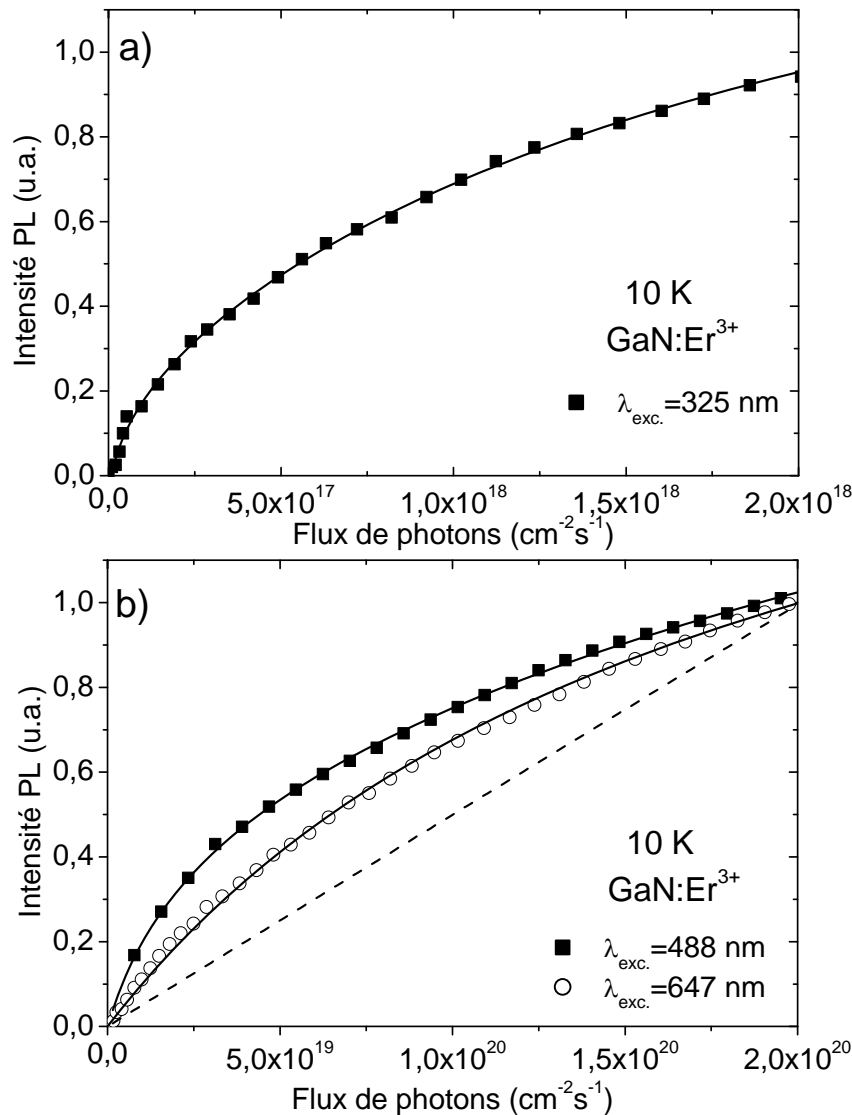 a)
Intensité PL (u.a.)
1,0
0,8
0,6
0,4
0,2
0,0
10 K
GaN:Er³⁺
■ λexc.=325 nm
0,0 5,0x10¹⁷ 1,0x10¹⁸ 1,5x10¹⁸ 2,0x10¹⁸
Flux de photons (cm⁻²s⁻¹)
b)
Intensité PL (u.a.)
1,0
0,8
0,6
0,4
0,2
0,0
10 K
GaN:Er³⁺
■ λexc.=488 nm
○ λexc.=647 nm
0,0 5,0x10¹⁹ 1,0x10²⁰ 1,5x10²⁰ 2,0x10²⁰
Flux de photons (cm⁻²s⁻¹)